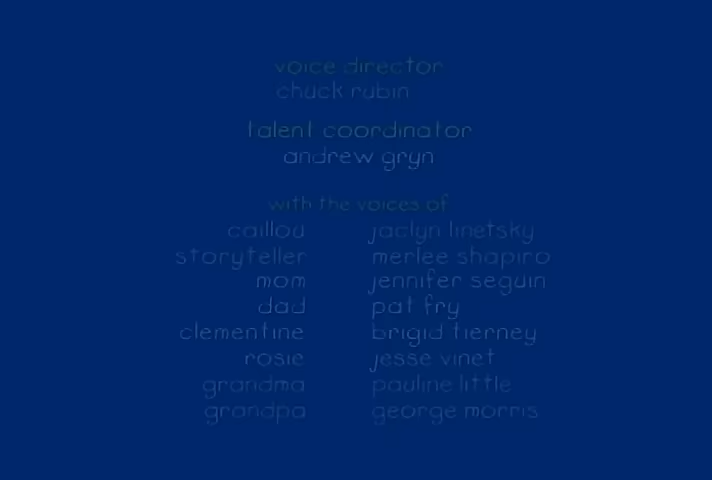 voice director
chuck rubin
talent coordinator
andrew gryn
with the voices of
caillou jaclyn linetsky
storyteller merlee shapiro
mom jennifer seguin
dad pat fry
clementine brigid tierney
rosie jesse vinet
grandma pauline little
grandpa george morris